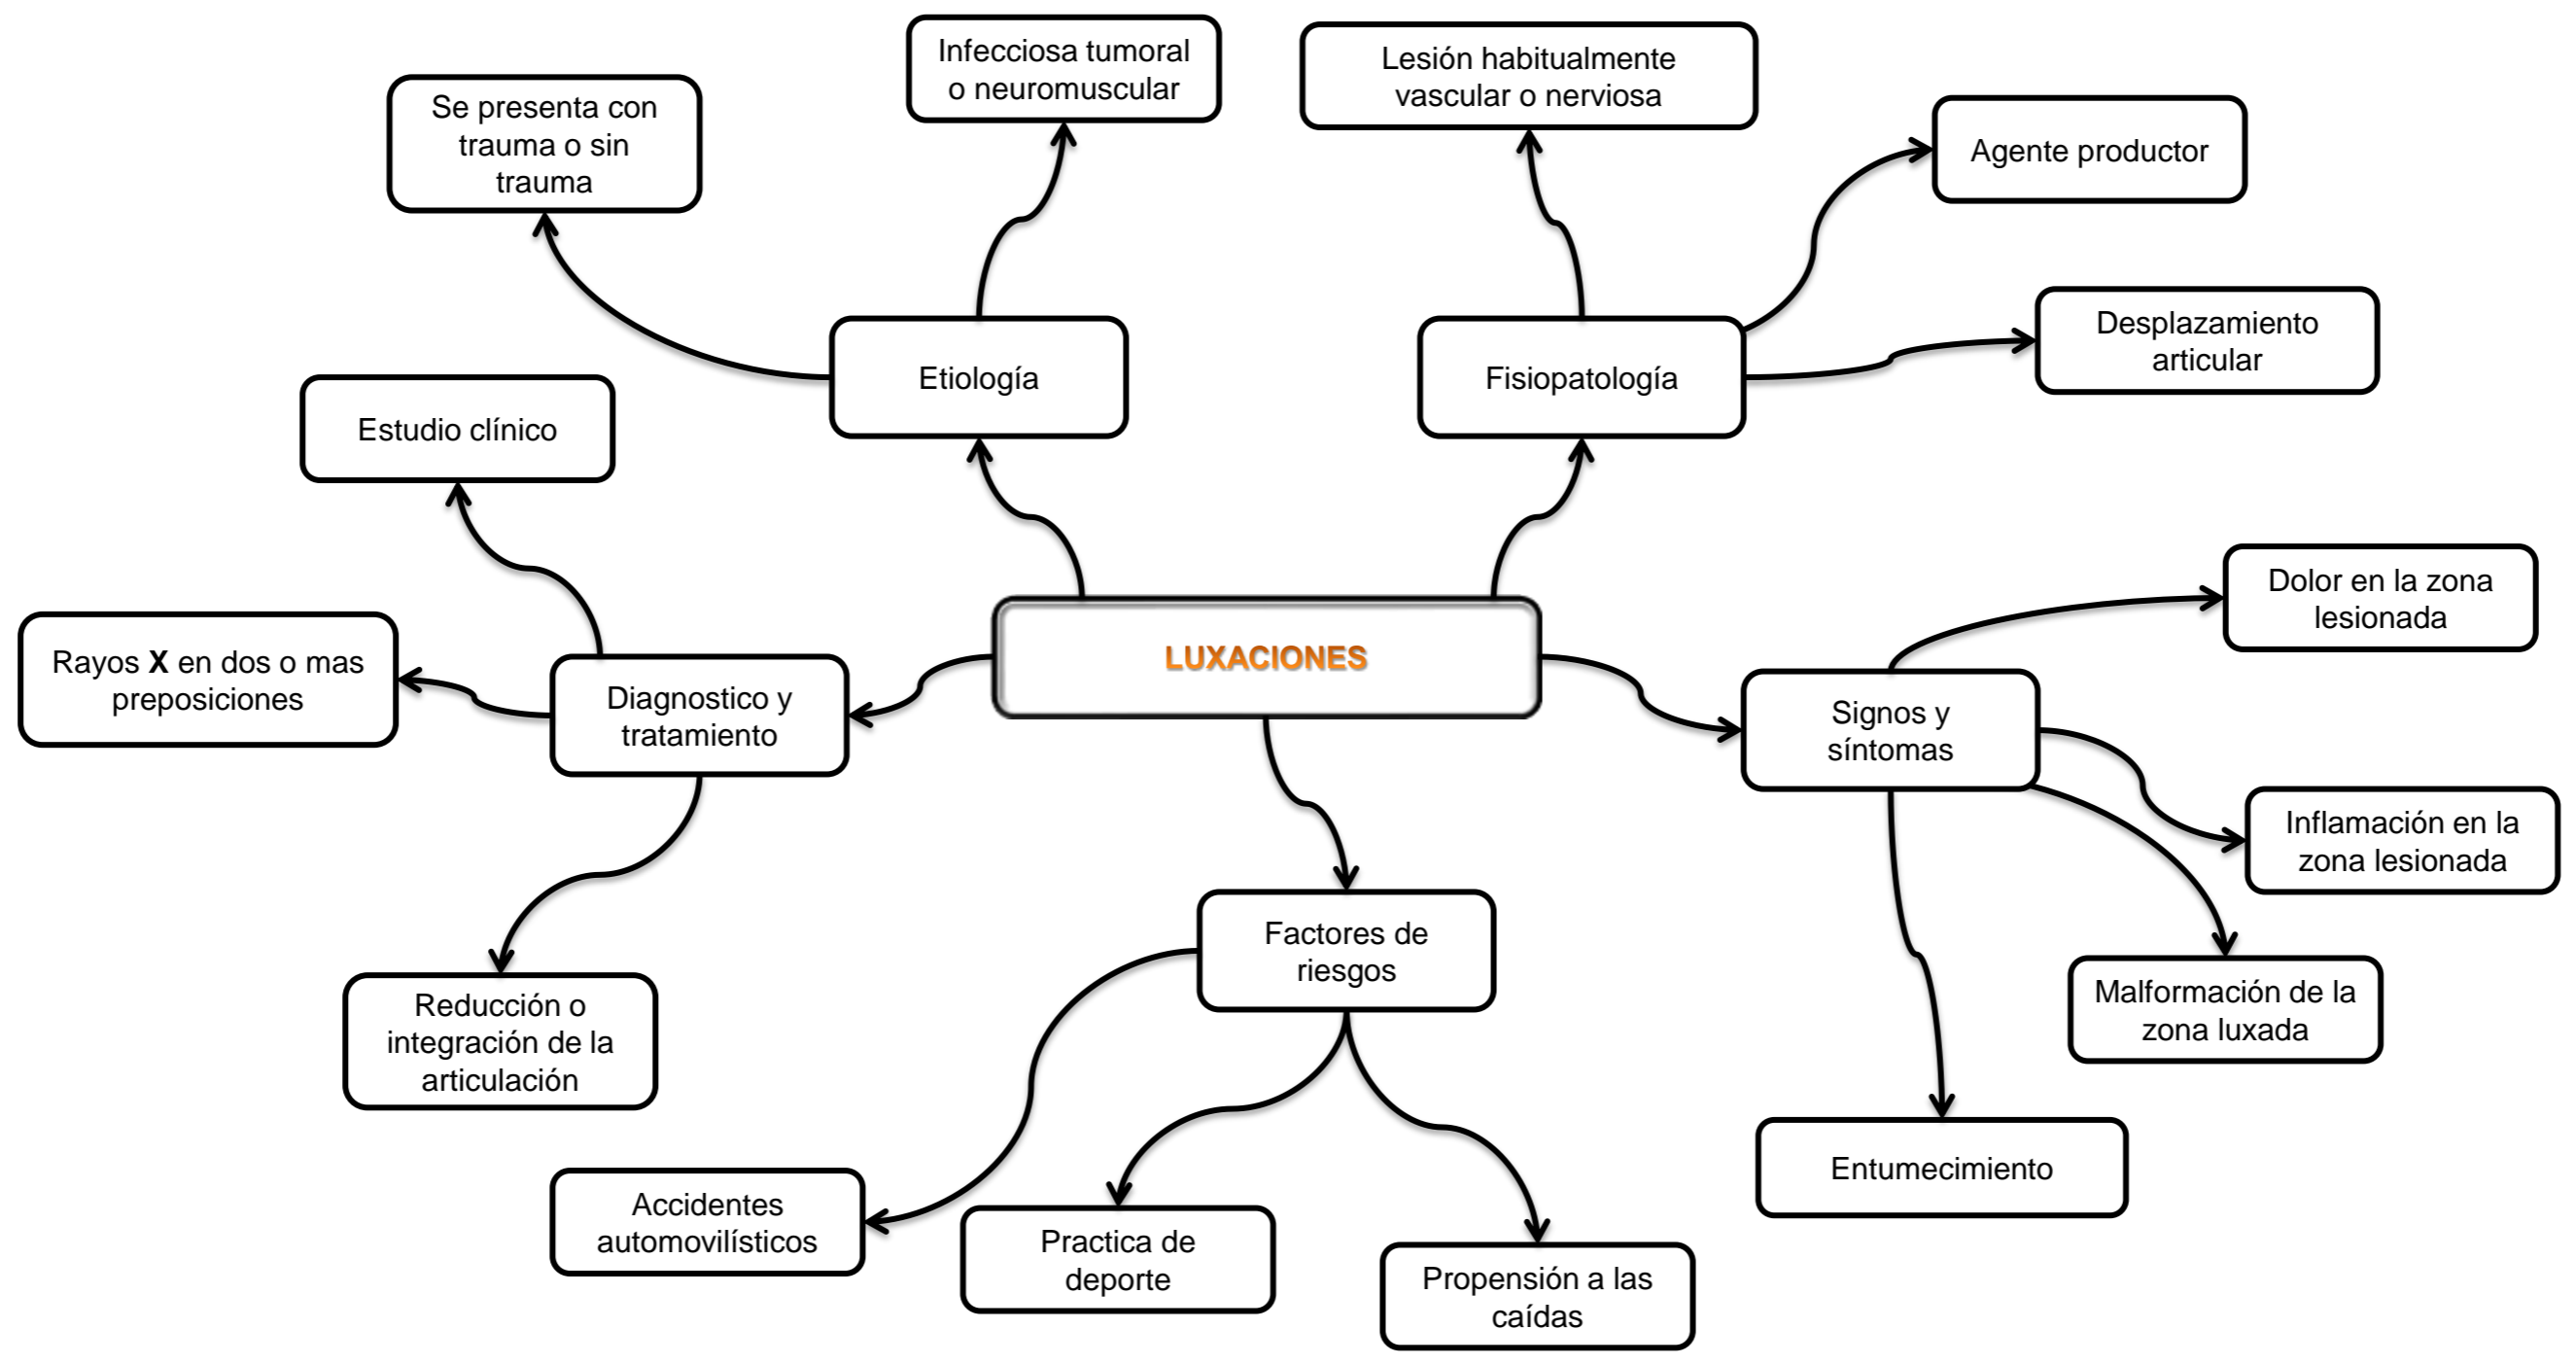 Infecciosa tumoral
o neuromuscular
Lesión habitualmente
vascular o nerviosa
Se presenta con
trauma o sin
trauma
Agente productor
Desplazamiento
articular
Etiología
Fisiopatología
Estudio clínico
Dolor en la zona
lesionada
LUXACIONES
Rayos X en dos o mas
preposiciones
Diagnostico y
tratamiento
Signos y
síntomas
Inflamación en la
zona lesionada
Factores de
riesgos
Malformación de la
zona luxada
Reducción o
integración de la
articulación
Entumecimiento
Accidentes
automovilísticos
Practica de
deporte
Propensión a las
caídas